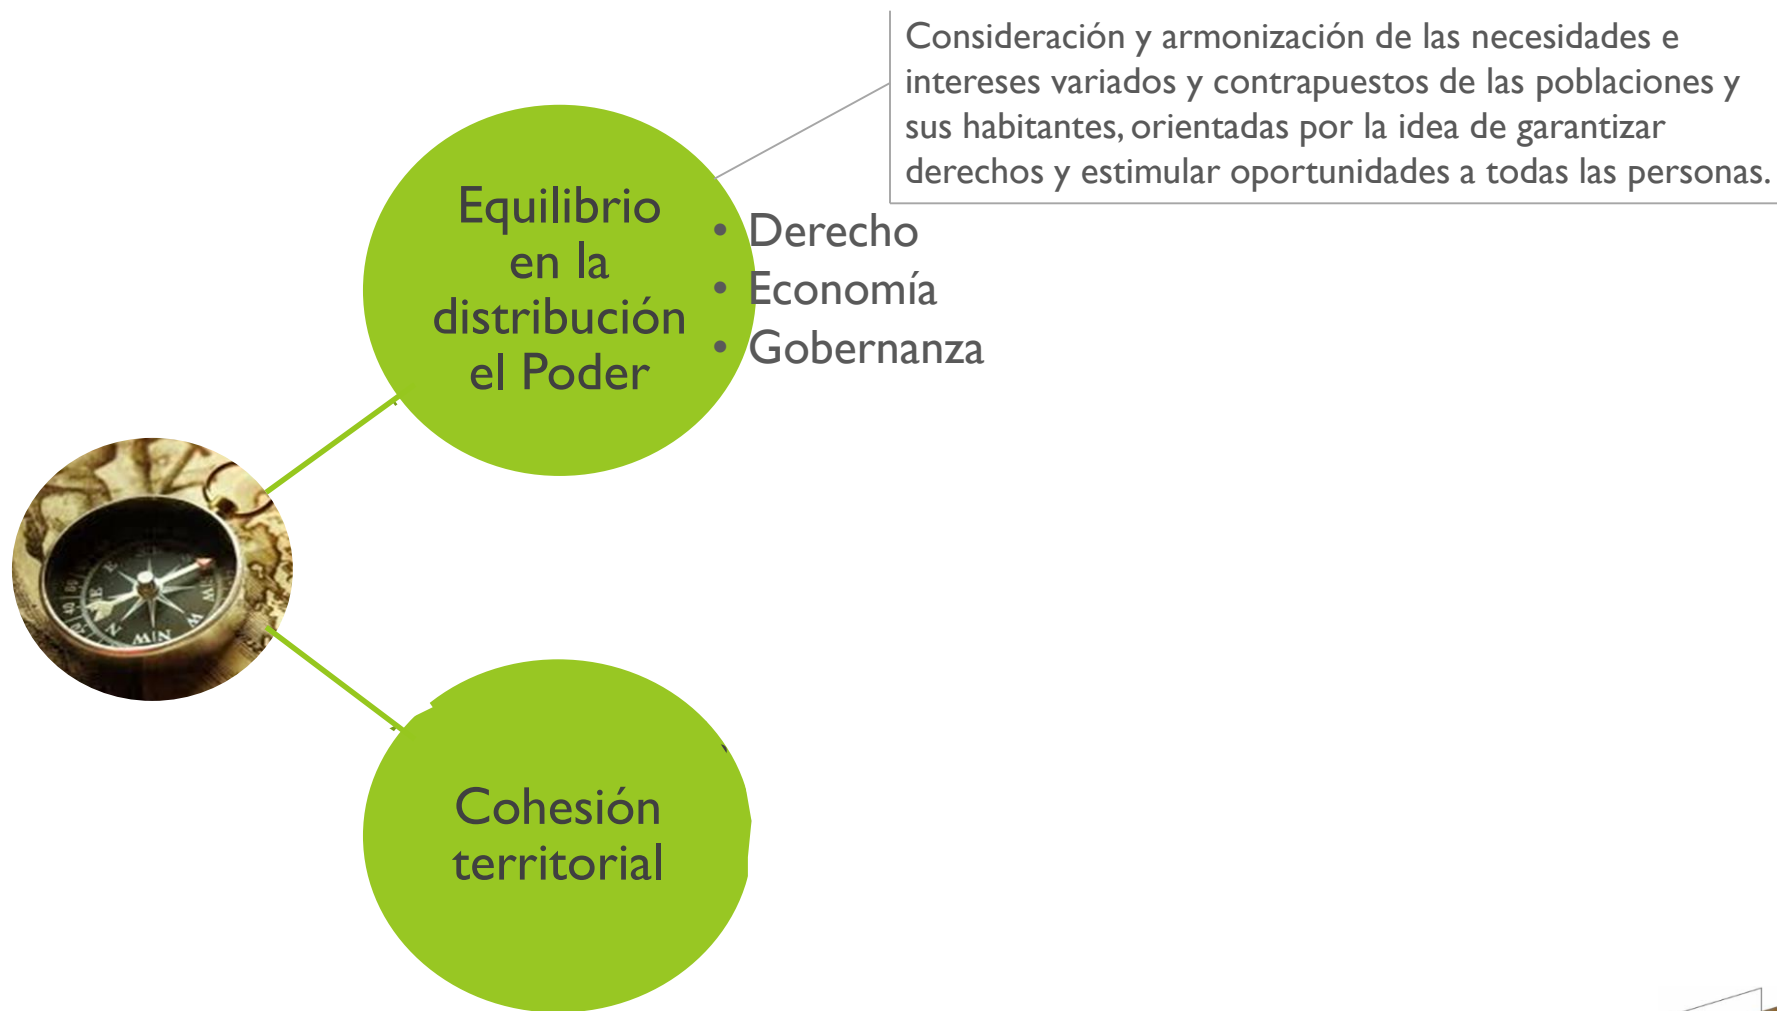 Consideración y armonización de las necesidades e
intereses variados y contrapuestos de las poblaciones y
sus habitantes, orientadas por la idea de garantizar
derechos y estimular oportunidades a todas las personas.
Equilibrio
en la
distribución
el Poder
• Derecho
• Economía
• Gobernanza
Cohesión
territorial